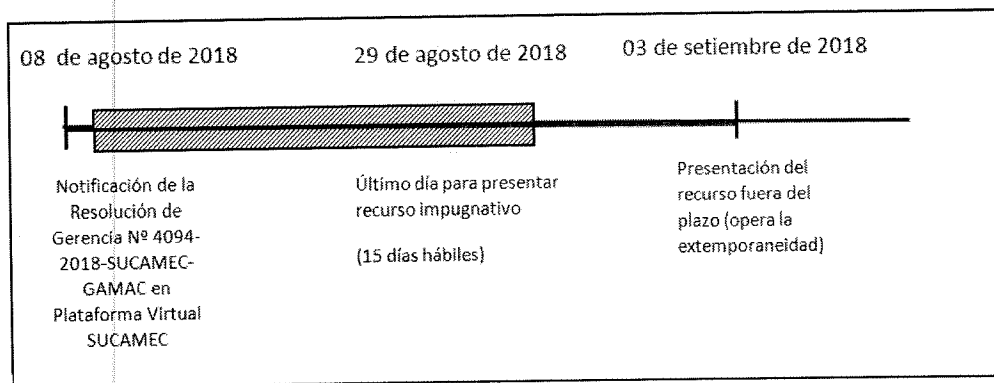 08 de agosto de 2018
29 de agosto de 2018
03 de setiembre de 2018
Notificación de la
Resolución de
Gerencia Nº 4094-
2018-SUCAMEC-
GAMAC en
Plataforma Virtual
SUCAMEC
Último día para presentar
recurso impugnativo
(15 días hábiles)
Presentación del
recurso fuera del
plazo (opera la
extemporaneidad)